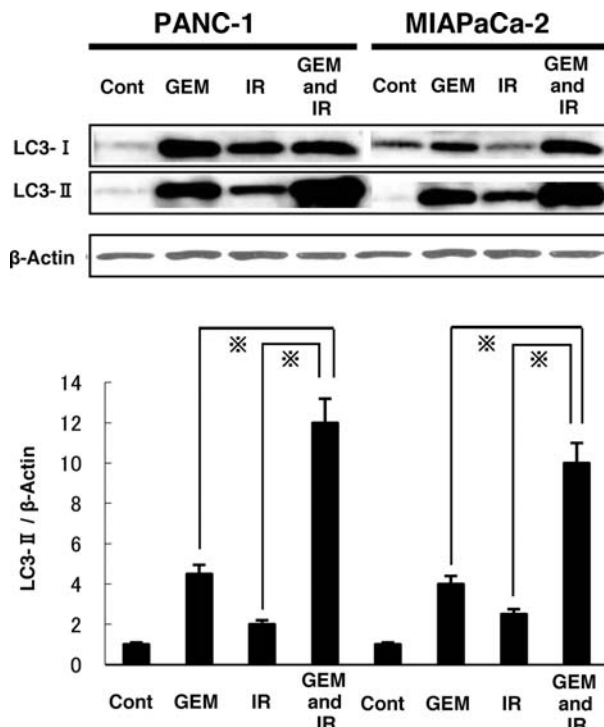 PANC-1 MIAPaCa-2
Cont GEM IR GEM and IR Cont GEM IR GEM and IR
LC3-Ⅰ
LC3-Ⅱ
β-Actin
※ ※ ※ ※
14
12
10
8
6
4
2
0
LC3-Ⅱ / β-Actin
Cont GEM IR GEM and IR Cont GEM IR GEM and IR